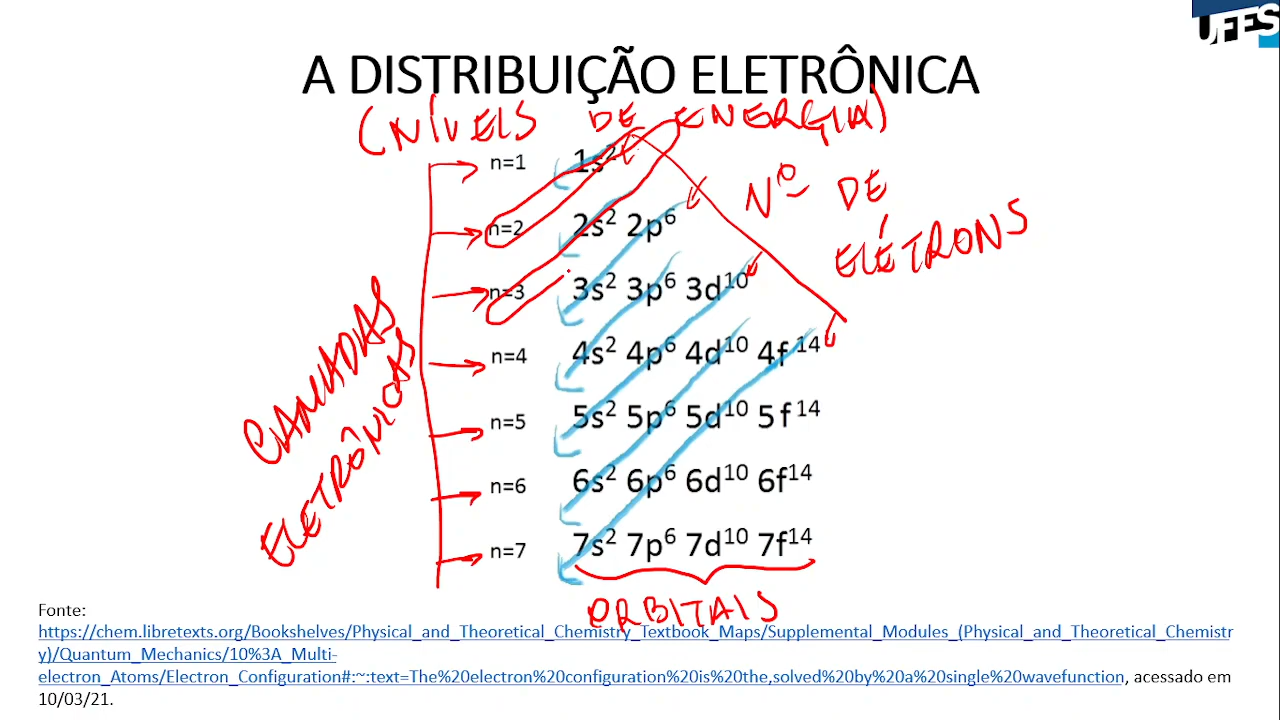 UFES
A DISTRIBUIÇÃO ELETRÔNICA
(NÍVEIS DE ENERGIA)
n=1 1s²
Nº DE
ELÉTRONS
n=2 2s² 2p⁶
n=3 3s² 3p⁶ 3d¹⁰
n=4 4s² 4p⁶ 4d¹⁰ 4f¹⁴
CAMADAS
ELETRÔNICAS
n=5 5s² 5p⁶ 5d¹⁰ 5f¹⁴
n=6 6s² 6p⁶ 6d¹⁰ 6f¹⁴
n=7 7s² 7p⁶ 7d¹⁰ 7f¹⁴
ORBITAIS
Fonte:
https://chem.libretexts.org/Bookshelves/Physical_and_Theoretical_Chemistry_Textbook_Maps/Supplemental_Modules_(Physical_and_Theoretical_Chemistr
y)/Quantum_Mechanics/10%3A_Multi-
electron_Atoms/Electron_Configuration#:~:text=The%20electron%20configuration%20is%20the,solved%20by%20a%20single%20wavefunction, acessado em
10/03/21.